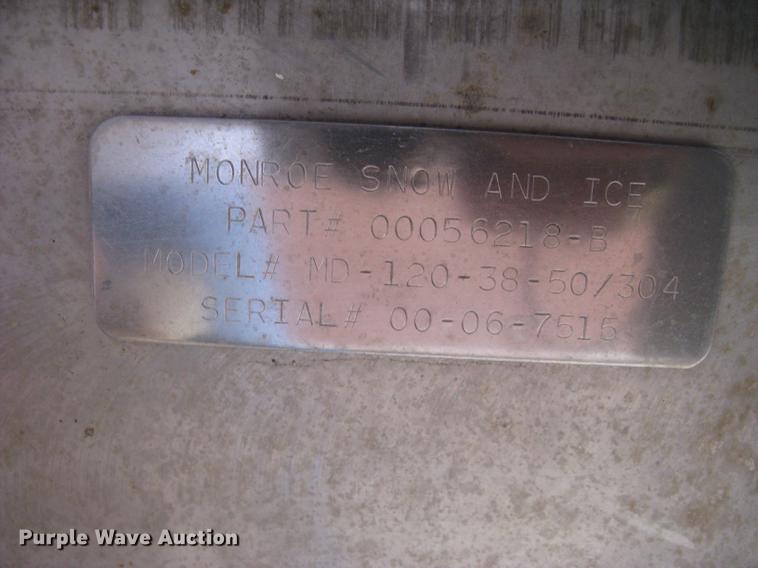 MONROE SNOW AND ICE
PART# 00056218-B
MODEL# MD-120-38-50/304
SERIAL# 00-06-7515
Purple Wave Auction